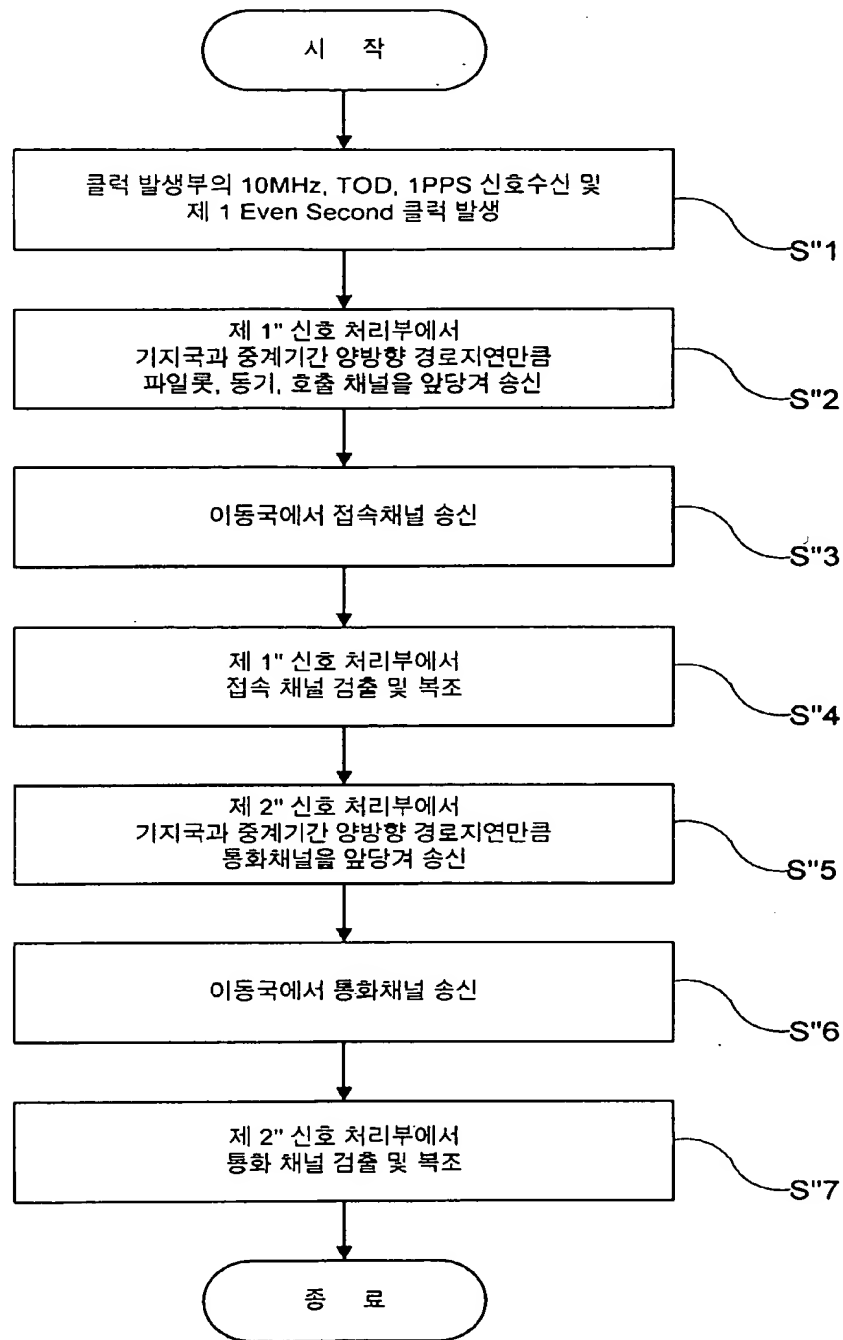 시 작
클럭 발생부의 10MHz, TOD, 1PPS 신호수신 및
제 1 Even Second 클럭 발생
S"1
제 1" 신호 처리부에서
기지국과 중계기간 양방향 경로지연만큼
파일롯, 동기, 호출 채널을 앞당겨 송신
S"2
이동국에서 접속채널 송신
S"3
제 1" 신호 처리부에서
접속 채널 검출 및 복조
S"4
제 2" 신호 처리부에서
기지국과 중계기간 양방향 경로지연만큼
통화채널을 앞당겨 송신
S"5
이동국에서 통화채널 송신
S"6
제 2" 신호 처리부에서
통화 채널 검출 및 복조
S"7
종 료